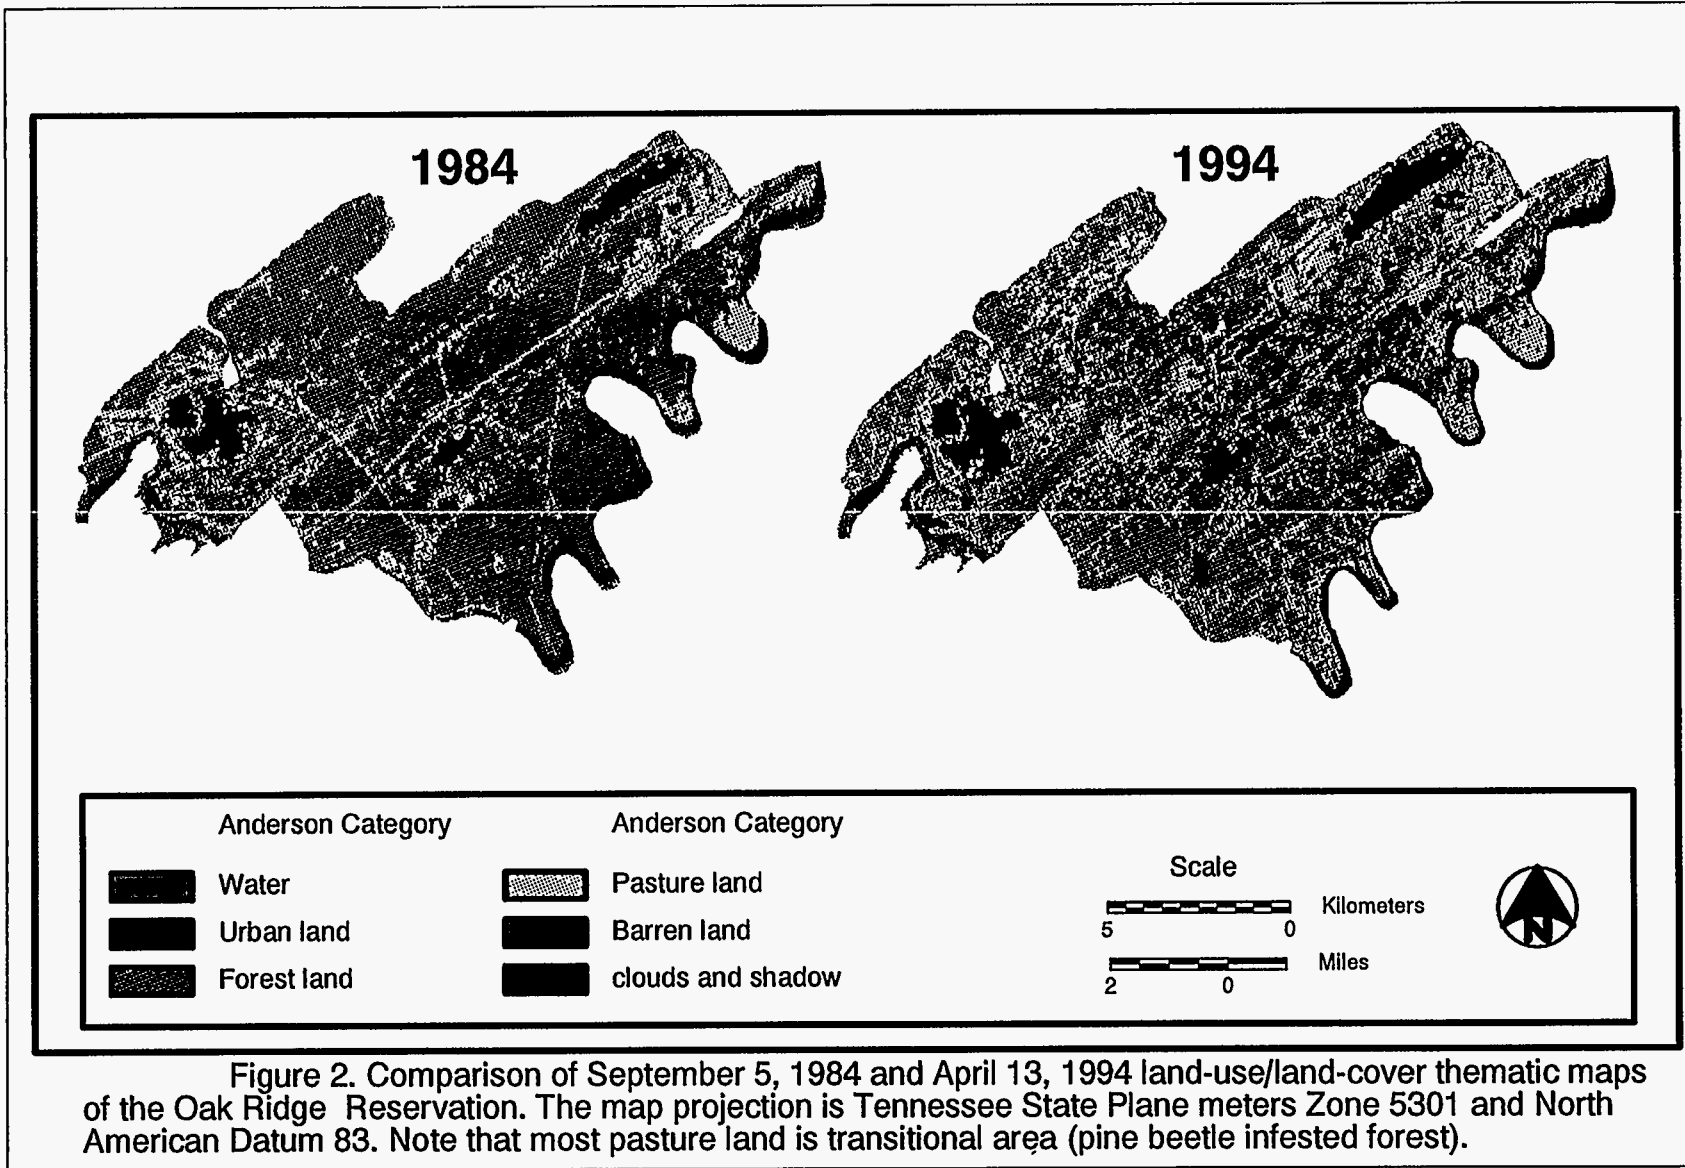 1984
1994
Anderson Category
Anderson Category
Water
Pasture land
Urban land
Barren land
Forest land
clouds and shadow
Scale
Kilometers
5 0
Miles
2 0
N
Figure 2. Comparison of September 5, 1984 and April 13, 1994 land-use/land-cover thematic maps
of the Oak Ridge Reservation. The map projection is Tennessee State Plane meters Zone 5301 and North
American Datum 83. Note that most pasture land is transitional area (pine beetle infested forest).